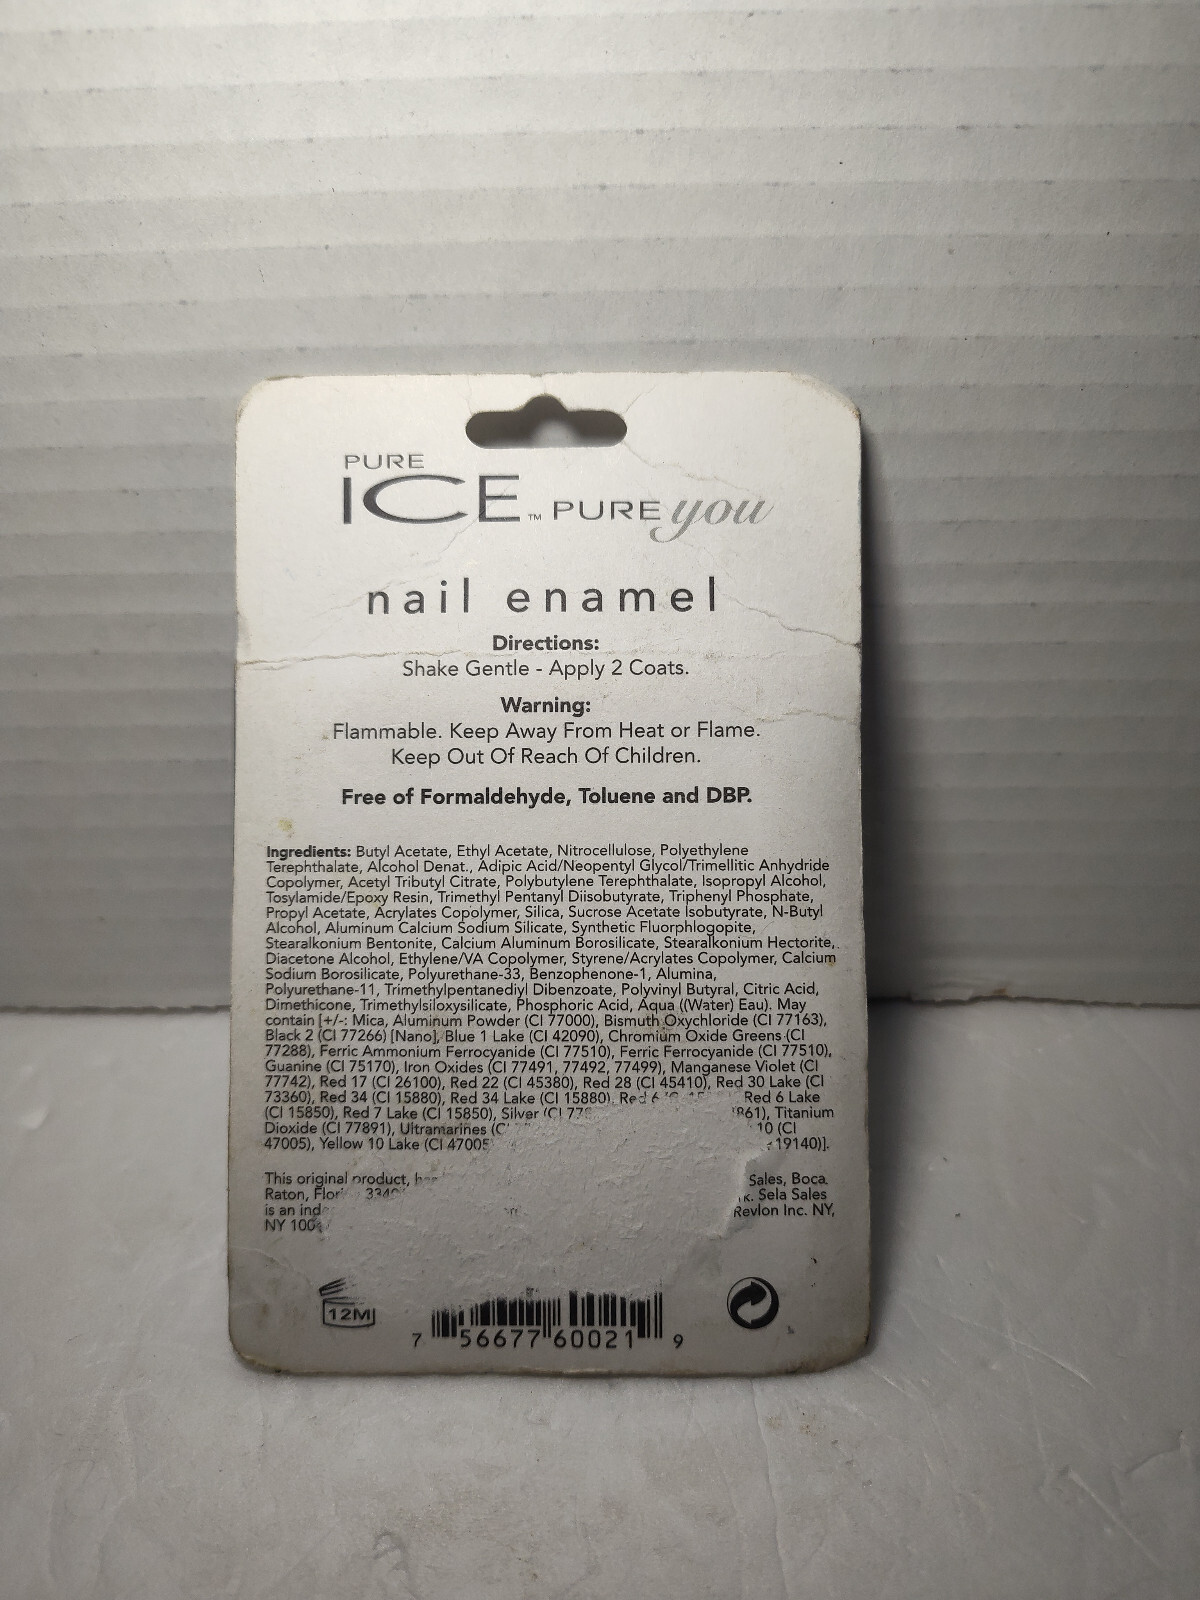 PURE
ICE™ PURE you
nail enamel
Directions:
Shake Gentle - Apply 2 Coats.
Warning:
Flammable. Keep Away From Heat or Flame.
Keep Out Of Reach Of Children.
Free of Formaldehyde, Toluene and DBP.
Ingredients: Butyl Acetate, Ethyl Acetate, Nitrocellulose, Polyethylene
Terephthalate, Alcohol Denat., Adipic Acid/Neopentyl Glycol/Trimellitic Anhydride
Copolymer, Acetyl Tributyl Citrate, Polybutylene Terephthalate, Isopropyl Alcohol,
Tosylamide/Epoxy Resin, Trimethyl Pentanyl Diisobutyrate, Triphenyl Phosphate,
Propyl Acetate, Acrylates Copolymer, Silica, Sucrose Acetate Isobutyrate, N-Butyl
Alcohol, Aluminum Calcium Sodium Silicate, Synthetic Fluorphlogopite,
Stearalkonium Bentonite, Calcium Aluminum Borosilicate, Stearalkonium Hectorite,
Diacetone Alcohol, Ethylene/VA Copolymer, Styrene/Acrylates Copolymer, Calcium
Sodium Borosilicate, Polyurethane-33, Benzophenone-1, Alumina,
Polyurethane-11, Trimethylpentanediyl Dibenzoate, Polyvinyl Butyral, Citric Acid,
Dimethicone, Trimethylsiloxysilicate, Phosphoric Acid, Aqua ((Water) Eau). May
contain [+/-: Mica, Aluminum Powder (CI 77000), Bismuth Oxychloride (CI 77163),
Black 2 (CI 77266) [Nano], Blue 1 Lake (CI 42090), Chromium Oxide Greens (CI
77288), Ferric Ammonium Ferrocyanide (CI 77510), Ferric Ferrocyanide (CI 77510),
Guanine (CI 75170), Iron Oxides (CI 77491, 77492, 77499), Manganese Violet (CI
77742), Red 17 (CI 26100), Red 22 (CI 45380), Red 28 (CI 45410), Red 30 Lake (CI
73360), Red 34 (CI 15880), Red 34 Lake (CI 15880), Red 6 Red 6 Lake
(CI 15850), Red 7 Lake (CI 15850), Silver (CI Titanium
Dioxide (CI 77891), Ultramarines 10 (CI
47005), Yellow 10 Lake (CI 47005 19140)].
This original product, Sales, Boca
Raton, Sela Sales
is an Revlon Inc. NY,
NY
12M
7 56677 60021 9